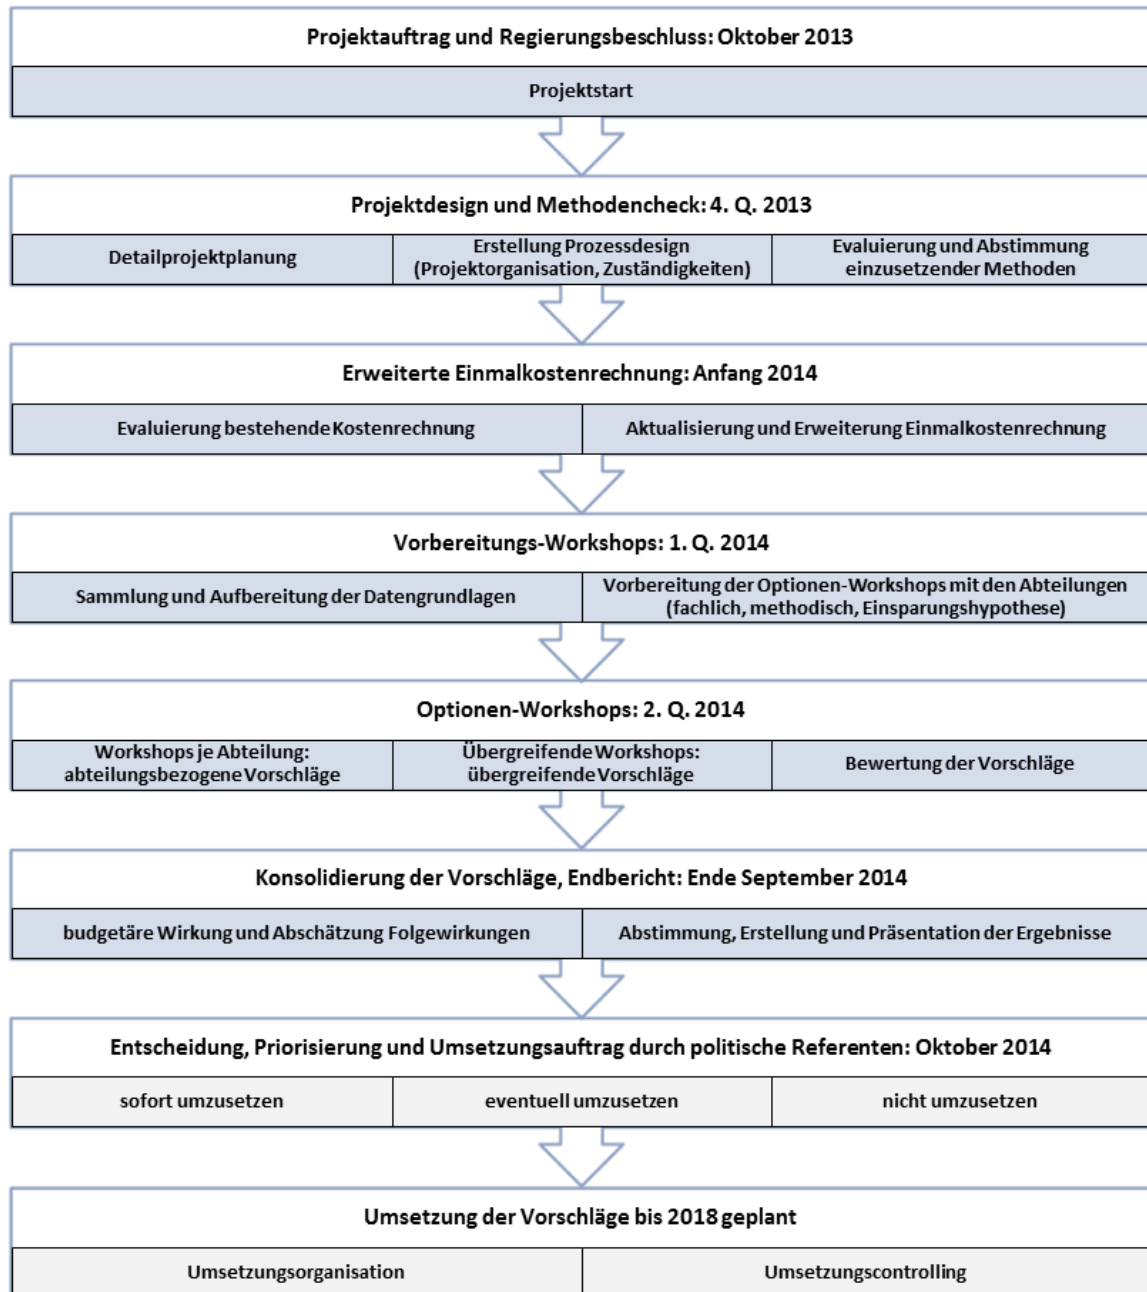 Projektauftrag und Regierungsbeschluss: Oktober 2013
Projektstart
Projektdesign und Methodencheck: 4. Q. 2013
Detailprojektplanung
Erstellung Prozessdesign
(Projektorganisation, Zuständigkeiten)
Evaluierung und Abstimmung
einzusetzender Methoden
Erweiterte Einmalkostenrechnung: Anfang 2014
Evaluierung bestehende Kostenrechnung
Aktualisierung und Erweiterung Einmalkostenrechnung
Vorbereitungs-Workshops: 1. Q. 2014
Sammlung und Aufbereitung der Datengrundlagen
Vorbereitung der Optionen-Workshops mit den Abteilungen
(fachlich, methodisch, Einsparungshypothese)
Optionen-Workshops: 2. Q. 2014
Workshops je Abteilung:
abteilungsbezogene Vorschläge
Übergreifende Workshops:
übergreifende Vorschläge
Bewertung der Vorschläge
Konsolidierung der Vorschläge, Endbericht: Ende September 2014
budgetäre Wirkung und Abschätzung Folgewirkungen
Abstimmung, Erstellung und Präsentation der Ergebnisse
Entscheidung, Priorisierung und Umsetzungsauftrag durch politische Referenten: Oktober 2014
sofort umzusetzen
eventuell umzusetzen
nicht umzusetzen
Umsetzung der Vorschläge bis 2018 geplant
Umsetzungsorganisation
Umsetzungscontrolling